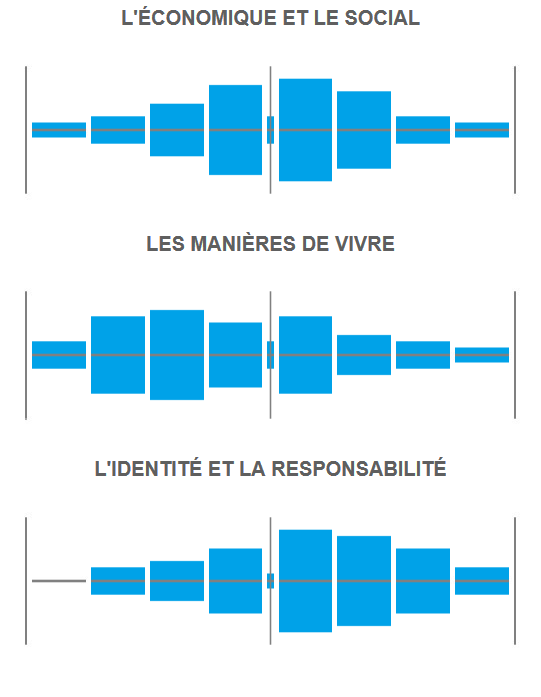 L'ÉCONOMIQUE ET LE SOCIAL
LES MANIÈRES DE VIVRE
L'IDENTITÉ ET LA RESPONSABILITÉ